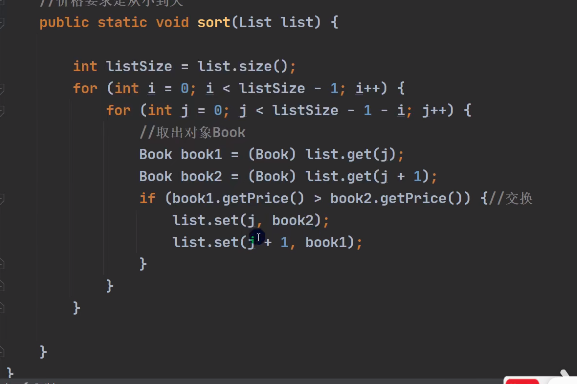 //价格要求是从小到大
public static void sort(List list) {
int listSize = list.size();
for (int i = 0; i < listSize - 1; i++) {
for (int j = 0; j < listSize - 1 - i; j++) {
//取出对象Book
Book book1 = (Book) list.get(j);
Book book2 = (Book) list.get(j + 1);
if (book1.getPrice() > book2.getPrice()) {//交换
list.set(j, book2);
list.set(j + 1, book1);
}
}
}
}
}